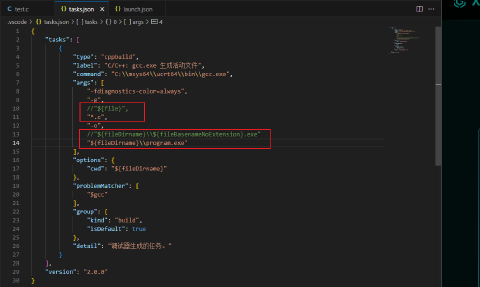 test.c
tasks.json
launch.json
.vscode > tasks.json > [ ] tasks > {} 0 > [ ] args > 4
1 {
2 "tasks": [
3 {
4 "type": "cppbuild",
5 "label": "C/C++: gcc.exe 生成活动文件",
6 "command": "C:\\msys64\\ucrt64\\bin\\gcc.exe",
7 "args": [
8 "-fdiagnostics-color=always",
9 "-g",
10 //"${file}",
11 "*.c",
12 "-o",
13 //"${fileDirname}\\${fileBasenameNoExtension}.exe"
14 "${fileDirname}\\program.exe"
15 ],
16 "options": {
17 "cwd": "${fileDirname}"
18 },
19 "problemMatcher": [
20 "$gcc"
21 ],
22 "group": {
23 "kind": "build",
24 "isDefault": true
25 },
26 "detail": "调试器生成的任务。"
27 }
28 ],
29 "version": "2.0.0"
30 }